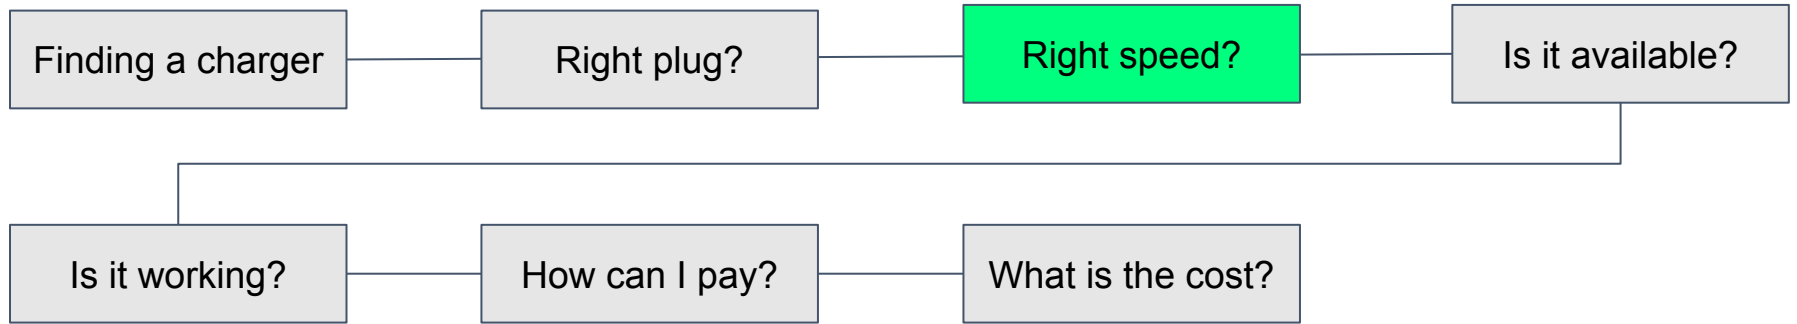 Finding a charger
Right plug?
Right speed?
Is it available?
Is it working?
How can I pay?
What is the cost?